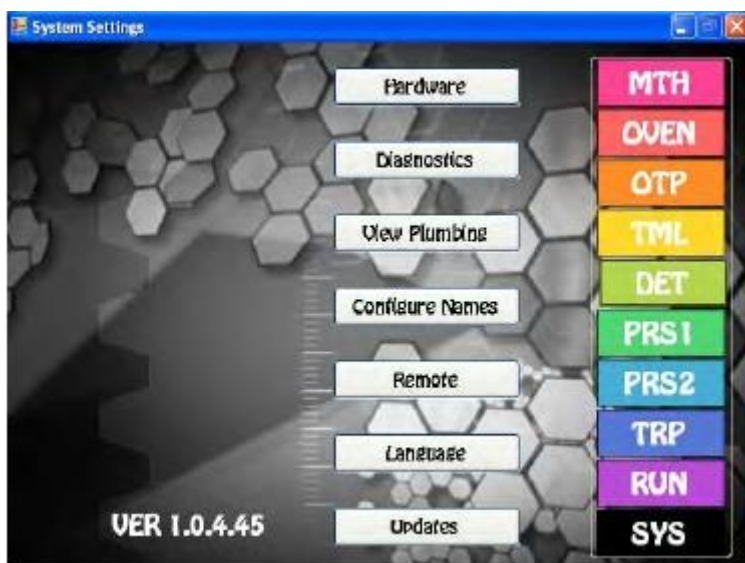 System Settings
Hardware
Diagnostics
View Plumbing
Configure Names
Remote
Language
Updates
VER 1.0.4.45
MTH
OVEN
OTP
TML
DET
PRS1
PRS2
TRP
RUN
SYS